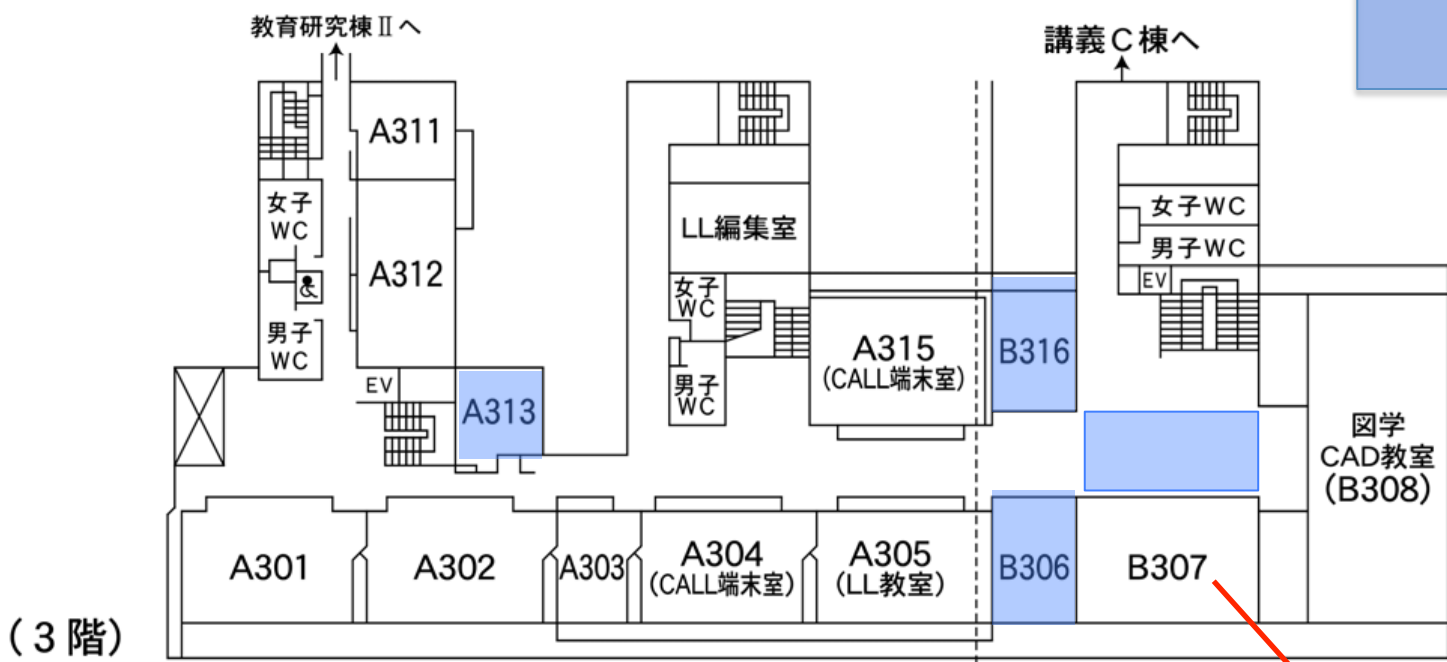 教育研究棟Ⅱへ
講義C棟へ
A311
女子
WC
A312
男子
WC
EV
A313
LL編集室
女子
WC
男子
WC
A315
(CALL端末室)
B316
女子WC
男子WC
EV
図学
CAD教室
(B308)
A301
A302
A303
A304
(CALL端末室)
A305
(LL教室)
B306
B307
(3階)